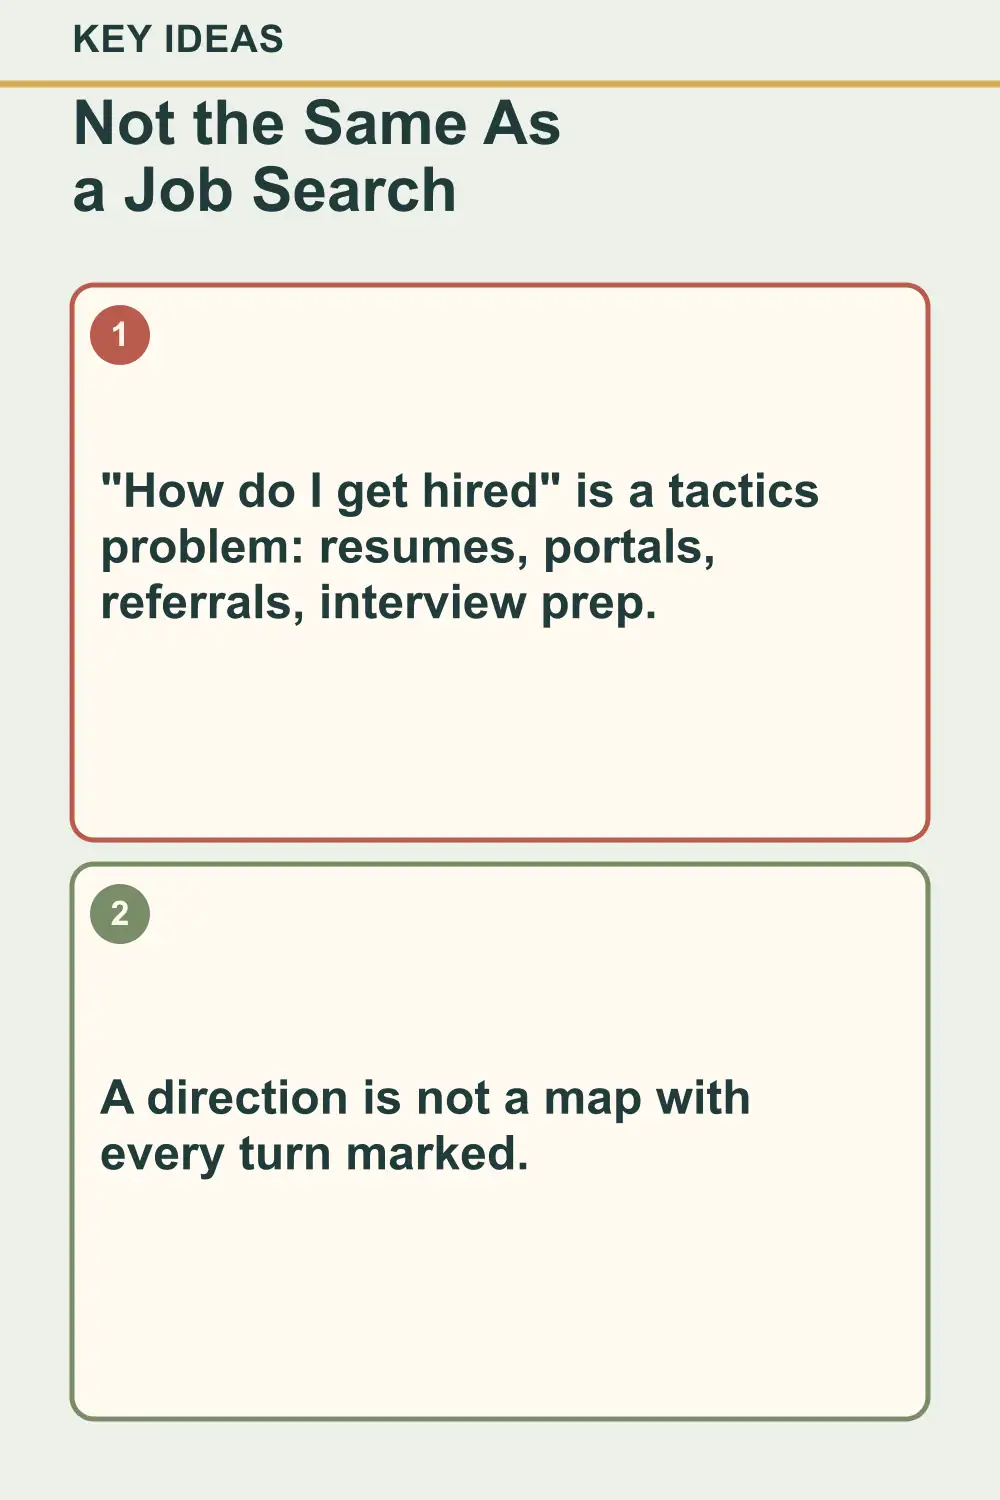 KEY IDEAS
Not the Same As
a Job Search
1
"How do I get hired" is a tactics
problem: resumes, portals,
referrals, interview prep.
2
A direction is not a map with
every turn marked.